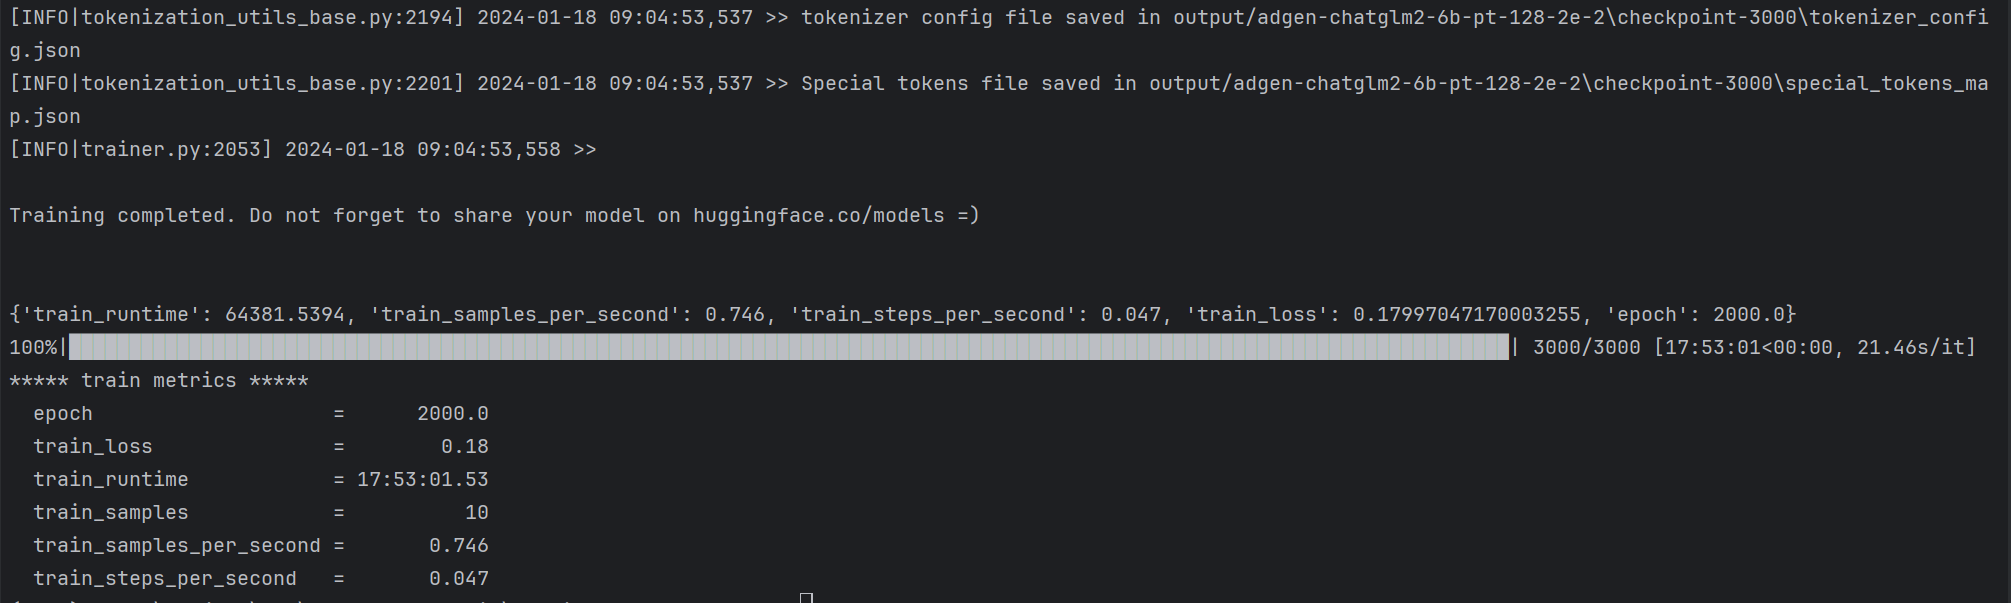 [INFO|tokenization_utils_base.py:2194] 2024-01-18 09:04:53,537 >> tokenizer config file saved in output/adgen-chatglm2-6b-pt-128-2e-2\checkpoint-3000\tokenizer_confi
g.json
[INFO|tokenization_utils_base.py:2201] 2024-01-18 09:04:53,537 >> Special tokens file saved in output/adgen-chatglm2-6b-pt-128-2e-2\checkpoint-3000\special_tokens_ma
p.json
[INFO|trainer.py:2053] 2024-01-18 09:04:53,558 >>
Training completed. Do not forget to share your model on huggingface.co/models =)
{'train_runtime': 64381.5394, 'train_samples_per_second': 0.746, 'train_steps_per_second': 0.047, 'train_loss': 0.17997047170003255, 'epoch': 2000.0}
100%| | 3000/3000 [17:53:01<00:00, 21.46s/it]
***** train metrics *****
epoch = 2000.0
train_loss = 0.18
train_runtime = 17:53:01.53
train_samples = 10
train_samples_per_second = 0.746
train_steps_per_second = 0.047